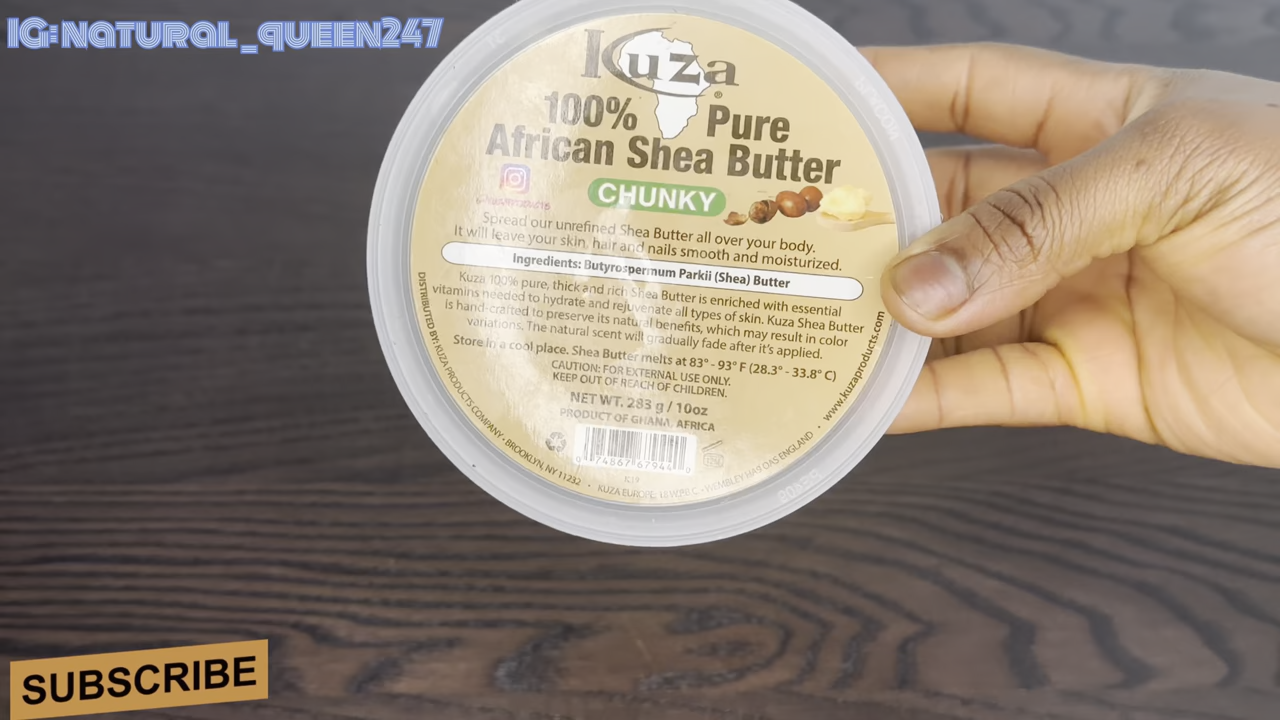 IG: NATURAL_QUEEN247
Kuza®
100% Pure
African Shea Butter
CHUNKY
Spread our unrefined Shea Butter all over your body.
It will leave your skin, hair and nails smooth and moisturized.
Ingredients: Butyrospermum Parkii (Shea) Butter
Kuza 100% pure, thick and rich Shea Butter is enriched with essential
vitamins needed to hydrate and rejuvenate all types of skin. Kuza Shea Butter
is hand-crafted to preserve its natural benefits, which may result in color
variations. The natural scent will gradually fade after it's applied.
Store in a cool place. Shea Butter melts at 83° - 93° F (28.3° - 33.8° C)
CAUTION: FOR EXTERNAL USE ONLY.
KEEP OUT OF REACH OF CHILDREN.
NET WT. 283 g / 10oz
PRODUCT OF GHANA, AFRICA
DISTRIBUTED BY: KUZA PRODUCTS COMPANY · BROOKLYN, NY 11232 · KUZA EUROPE: WEMBLEY HA9 0AS ENGLAND · www.kuzaproducts.com
SUBSCRIBE